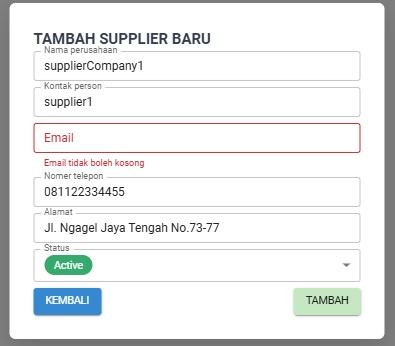 TAMBAH SUPPLIER BARU
Nama perusahaan
supplierCompany1
Kontak person
supplier1
Email
Email tidak boleh kosong
Nomer telepon
081122334455
Alamat
Jl. Ngagel Jaya Tengah No.73-77
Status
Active
KEMBALI
TAMBAH